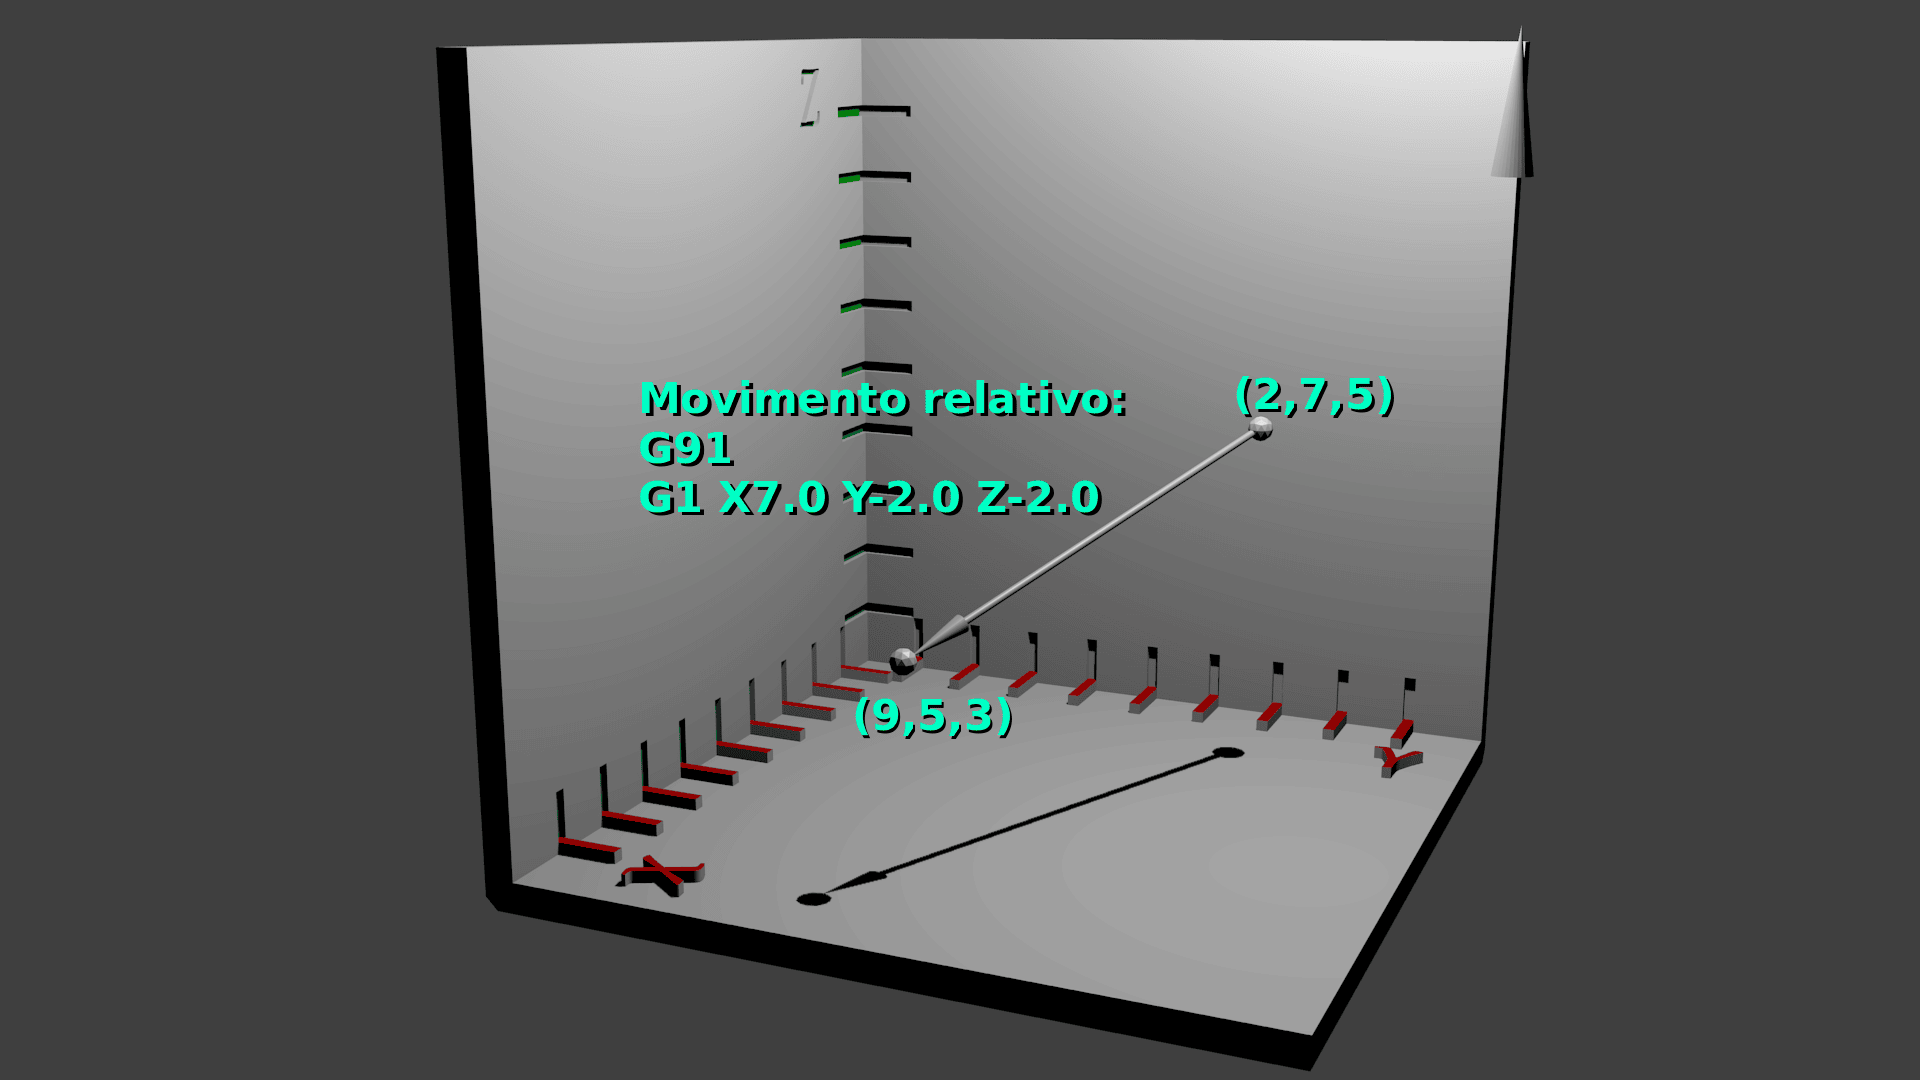 Z
(2,7,5)
Movimento relativo:
G91
G1 X7.0 Y-2.0 Z-2.0
(9,5,3)
Y
X